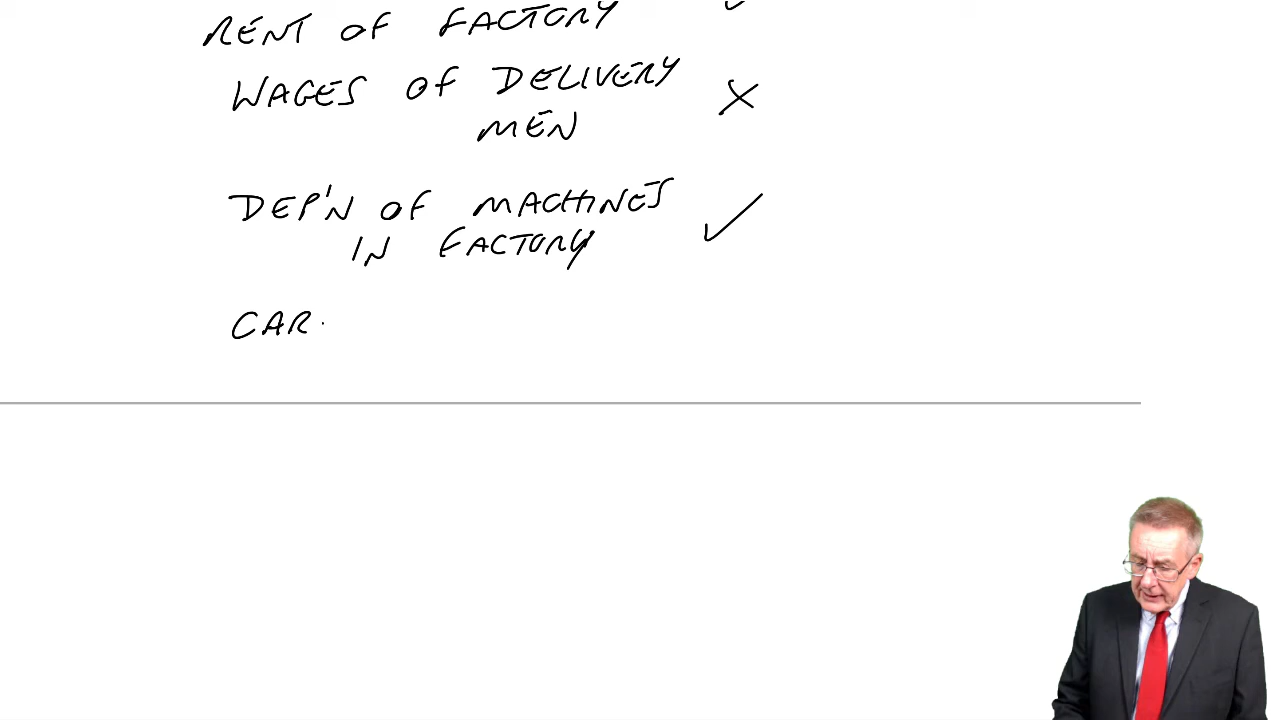 RENT OF FACTORY ✓
WAGES OF DELIVERY ✗
MEN
DEP'N OF MACHINES ✓
IN FACTORY
CAR